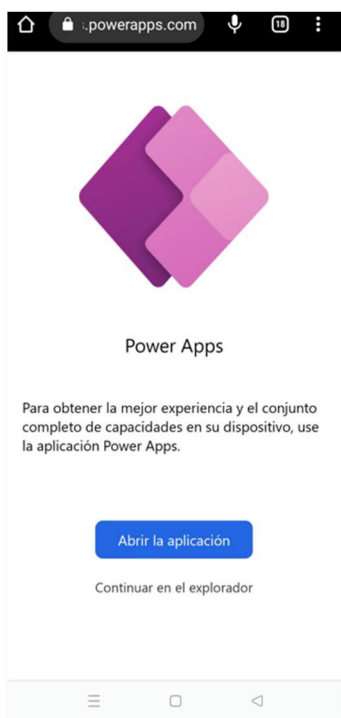 :.powerapps.com
18
Power Apps
Para obtener la mejor experiencia y el conjunto
completo de capacidades en su dispositivo, use
la aplicación Power Apps.
Abrir la aplicación
Continuar en el explorador